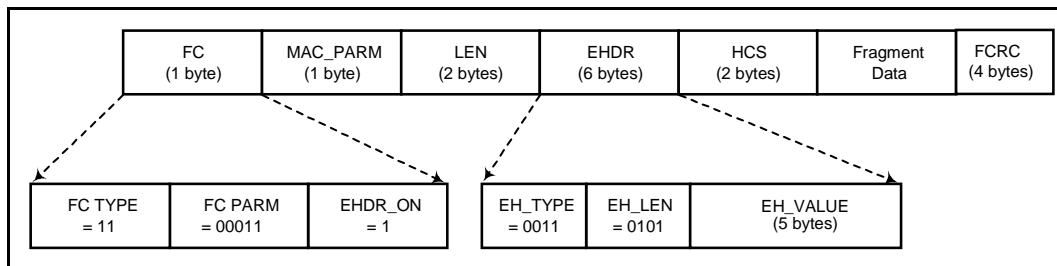 FC
(1 byte)
MAC_PARM
(1 byte)
LEN
(2 bytes)
EHDR
(6 bytes)
HCS
(2 bytes)
Fragment
Data
FCRC
(4 bytes)
FC TYPE
= 11
FC PARM
= 00011
EHDR_ON
= 1
EH_TYPE
= 0011
EH_LEN
= 0101
EH_VALUE
(5 bytes)